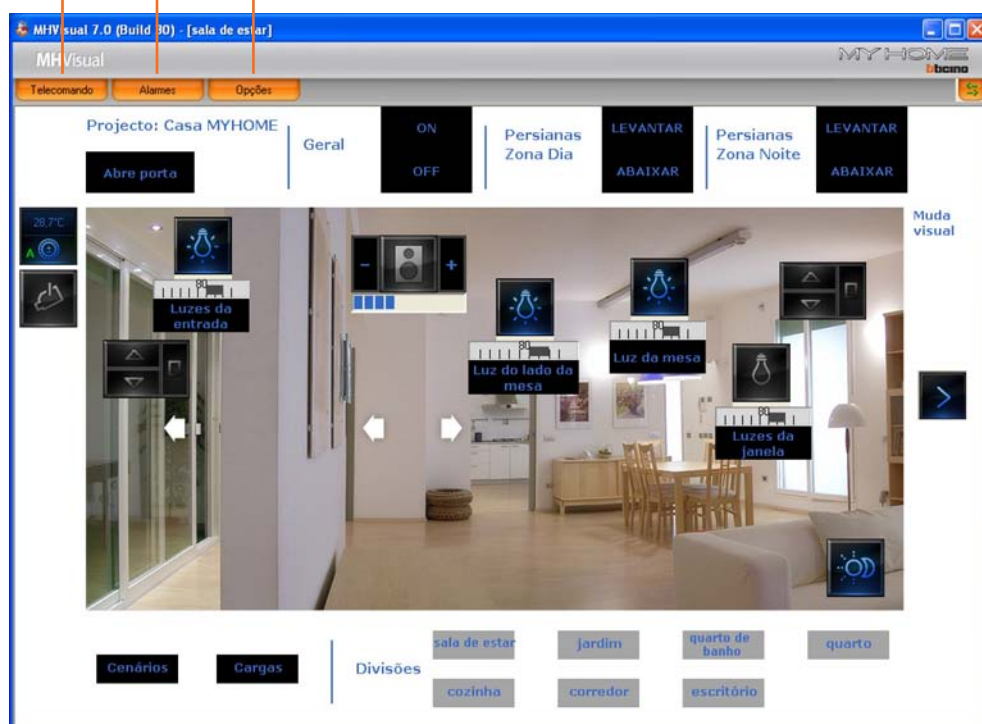 MHVisual 7.0 (Build 80) - [sala de estar]
MHVisual
MY HOME
bticino
Telecomando
Alarmes
Opções
Projecto: Casa MYHOME
Abre porta
Geral
ON
OFF
Persianas
Zona Dia
LEVANTAR
ABAIXAR
Persianas
Zona Noite
LEVANTAR
ABAIXAR
28,7°C
A
Muda
visual
80
Luzes da
entrada
-
+
80
Luz do lado da
mesa
80
Luz da mesa
80
Luzes da
janela
>
Cenários
Cargas
Divisões
sala de estar
jardim
quarto de
banho
quarto
cozinha
corredor
escritório